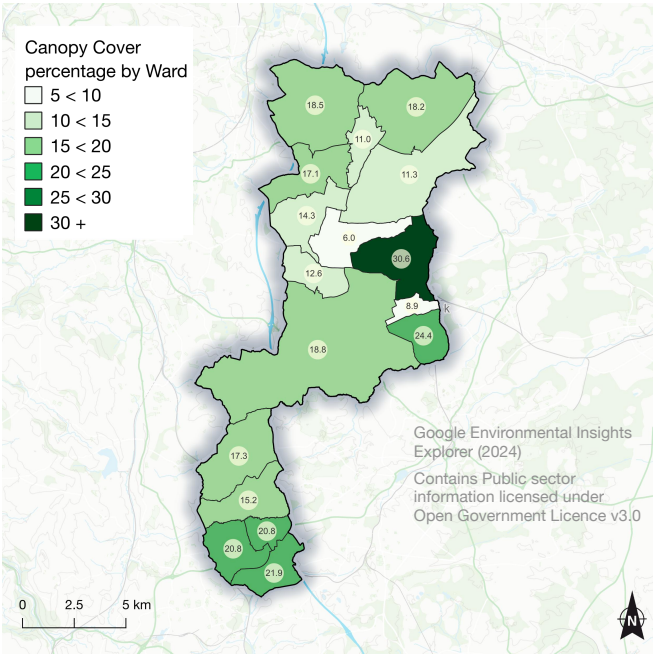 Canopy Cover
percentage by Ward
5 < 10
10 < 15
15 < 20
20 < 25
25 < 30
30 +
18.5
18.2
11.0
17.1
11.3
14.3
6.0
30.6
12.6
8.9
k
24.4
18.8
17.3
15.2
20.8
20.8
21.9
Google Environmental Insights
Explorer (2024)
Contains Public sector
information licensed under
Open Government Licence v3.0
0 2.5 5 km
N